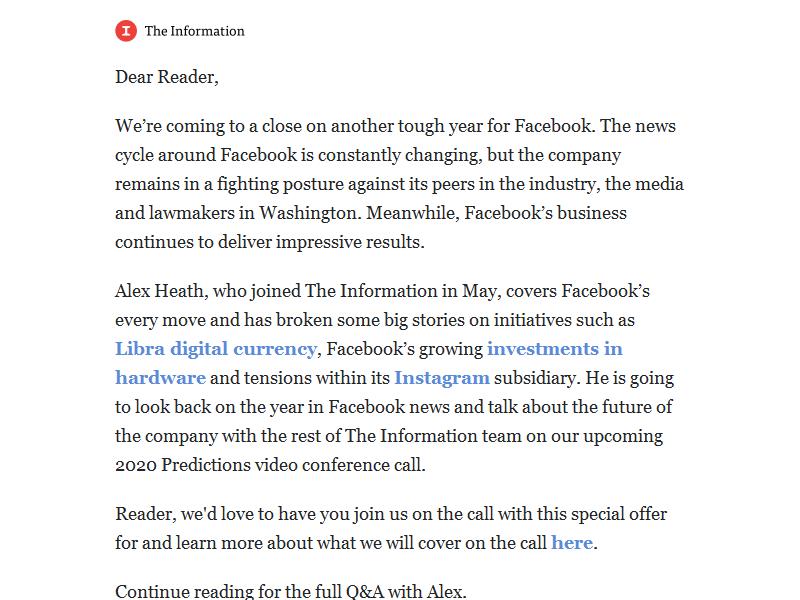 I The Information
Dear Reader,
We’re coming to a close on another tough year for Facebook. The news
cycle around Facebook is constantly changing, but the company
remains in a fighting posture against its peers in the industry, the media
and lawmakers in Washington. Meanwhile, Facebook’s business
continues to deliver impressive results.
Alex Heath, who joined The Information in May, covers Facebook’s
every move and has broken some big stories on initiatives such as
Libra digital currency, Facebook’s growing investments in
hardware and tensions within its Instagram subsidiary. He is going
to look back on the year in Facebook news and talk about the future of
the company with the rest of The Information team on our upcoming
2020 Predictions video conference call.
Reader, we'd love to have you join us on the call with this special offer
for and learn more about what we will cover on the call here.
Continue reading for the full Q&A with Alex.